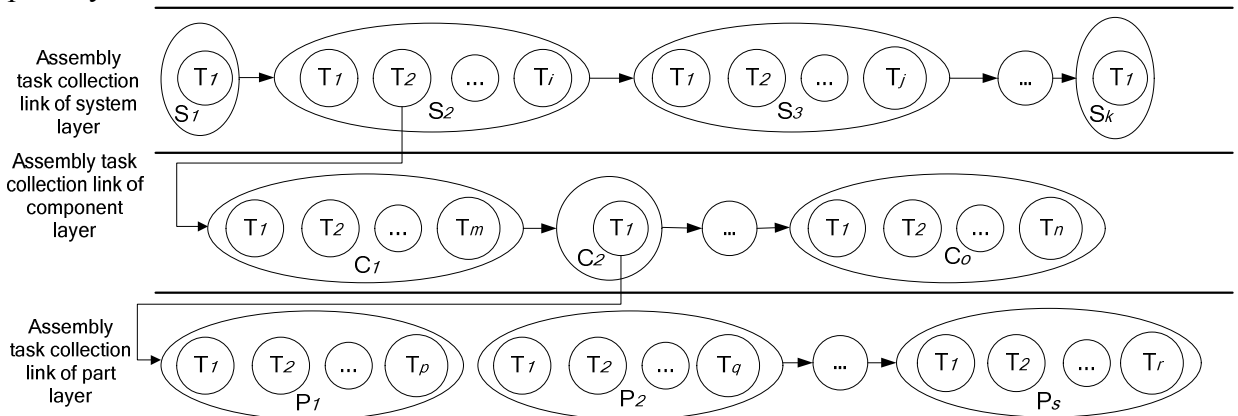 Assembly
task collection
link of system
layer
T1
S1
T1 T2 ... Ti
S2
T1 T2 ... Tj
S3
...
T1
Sk
Assembly task
collection link of
component
layer
T1 T2 ... Tm
C1
T1
C2
...
T1 T2 ... Tn
Co
Assembly
task collection
link of part
layer
T1 T2 ... Tp
P1
T1 T2 ... Tq
P2
...
T1 T2 ... Tr
Ps